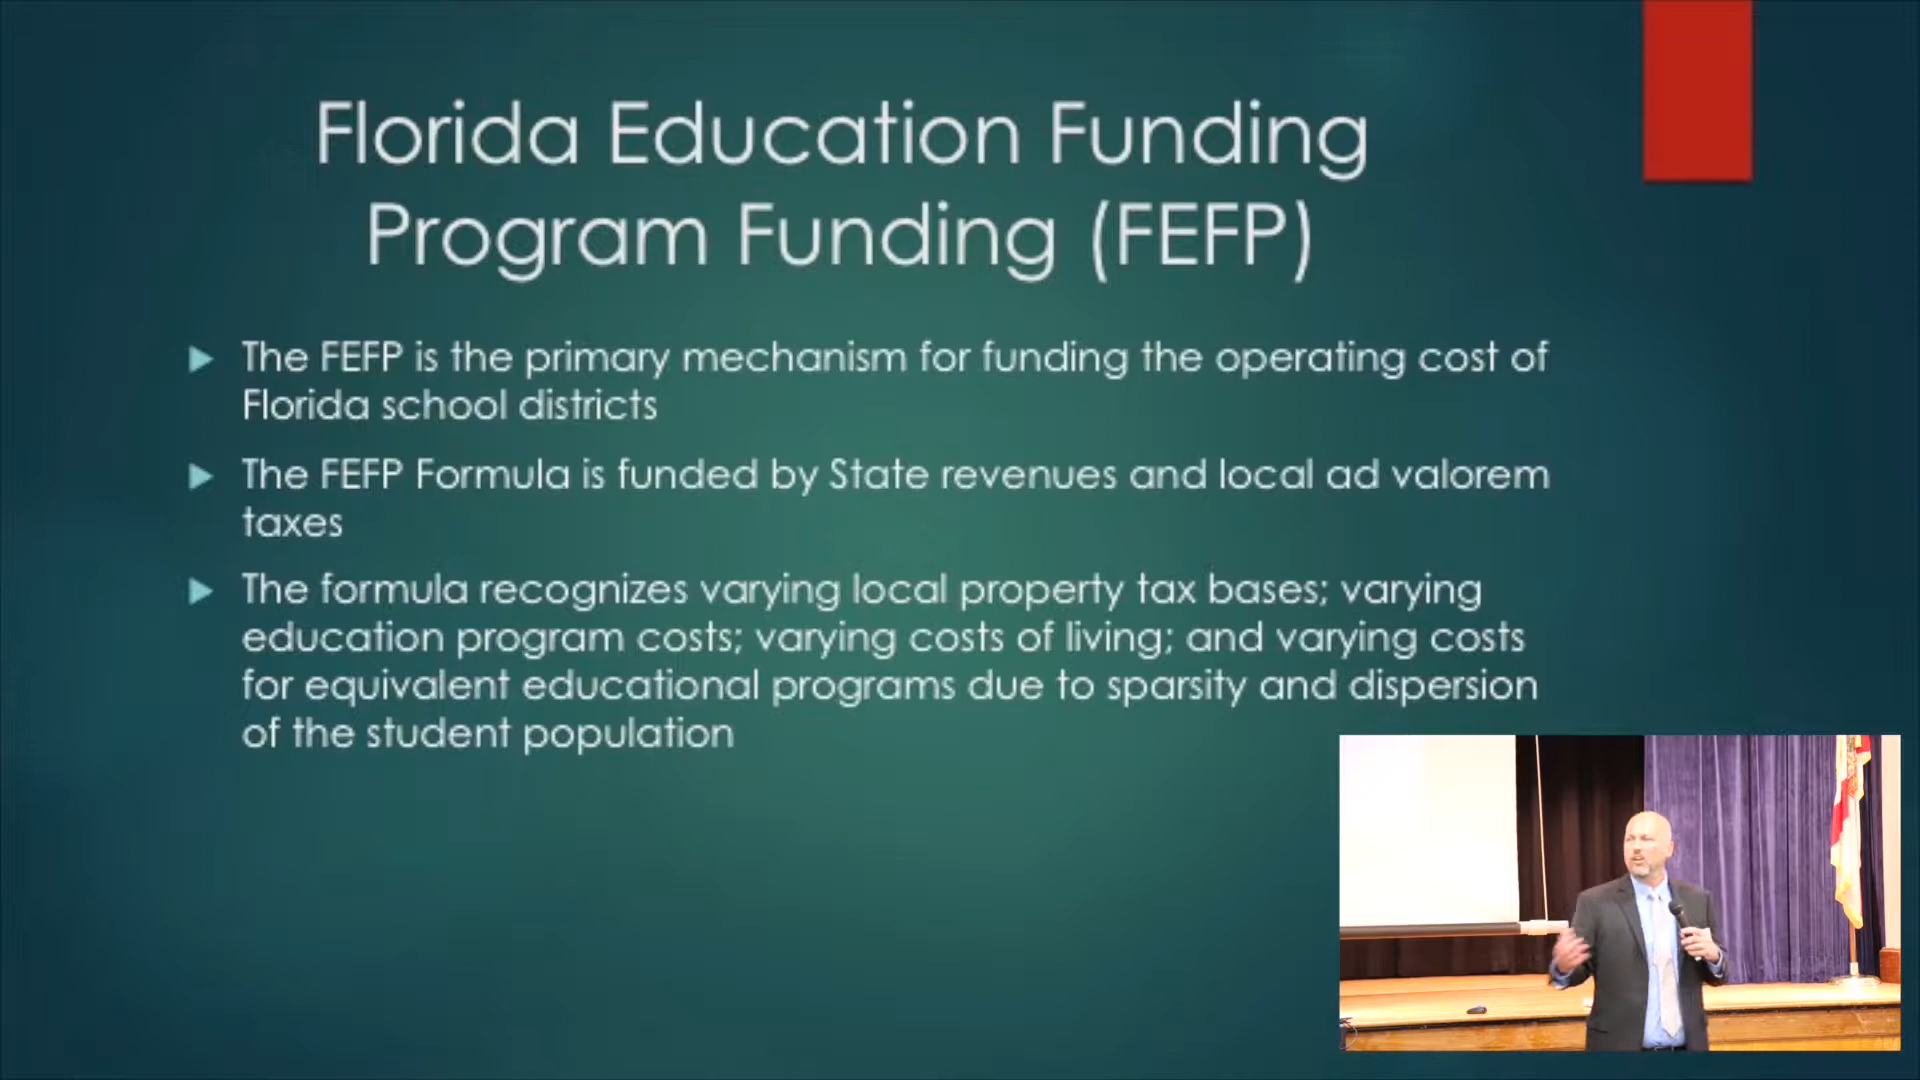 Florida Education Funding
Program Funding (FEFP)
The FEFP is the primary mechanism for funding the operating cost of
Florida school districts
The FEFP Formula is funded by State revenues and local ad valorem
taxes
The formula recognizes varying local property tax bases; varying
education program costs; varying costs of living; and varying costs
for equivalent educational programs due to sparsity and dispersion
of the student population